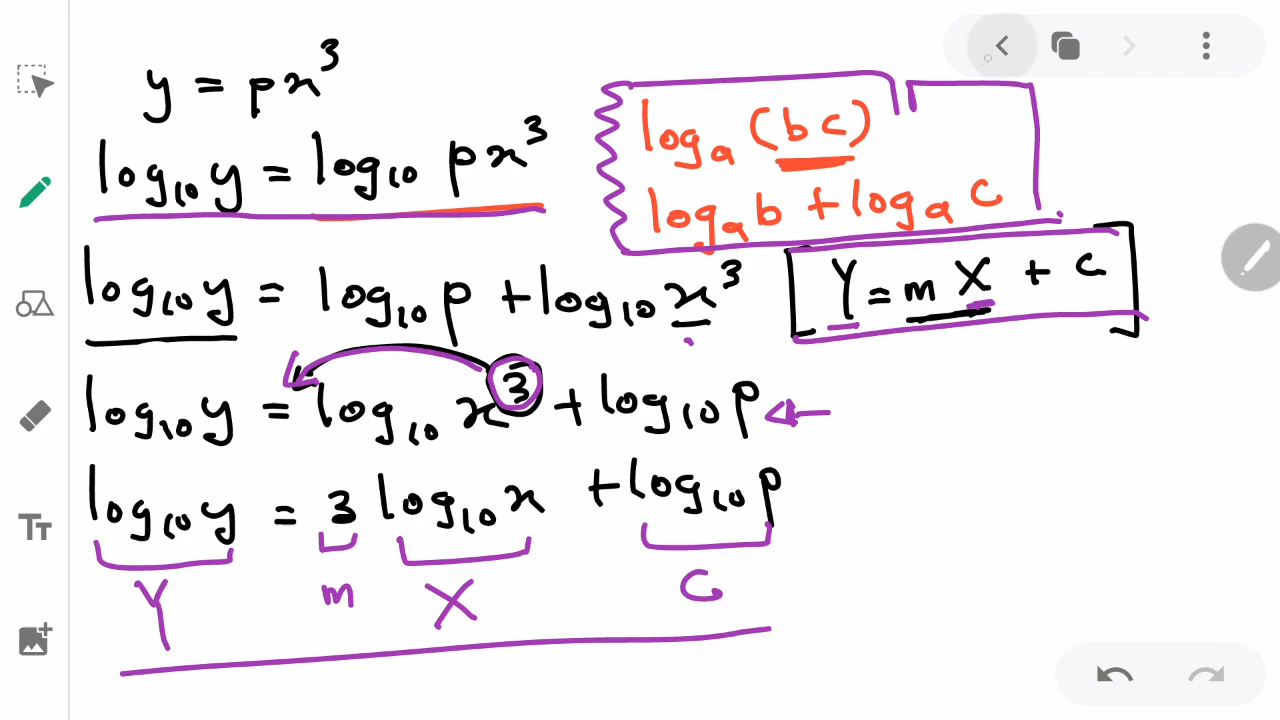 y = px³
log₁₀ y = log₁₀ px³
logₐ (bc)
logₐ b + logₐ c
log₁₀ y = log₁₀ p + log₁₀ x³
Y = m X + c
log₁₀ y = log₁₀ x³ + log₁₀ p
log₁₀ y = 3 log₁₀ x + log₁₀ p
Y m X C
TT